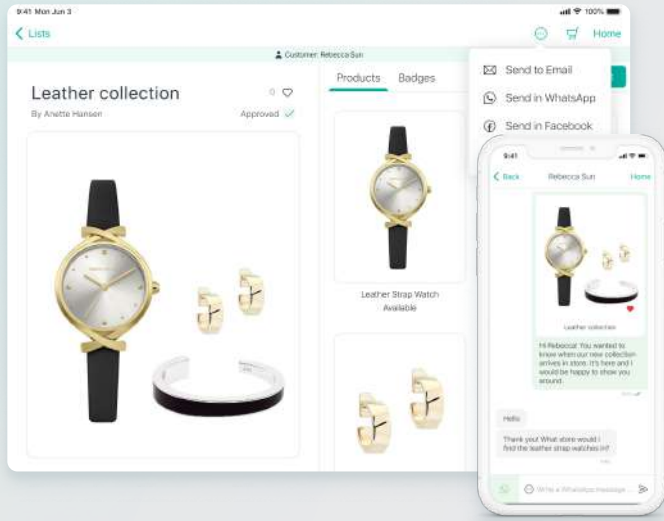 9:41 Mon Jun 3
100%
Lists
Home
Customer: Rebecca Sun
Leather collection
0
By Anette Hansen
Approved
Products
Badges
Leather Strap Watch
Available
Send to Email
Send in WhatsApp
Send in Facebook
9:41
Back
Rebecca Sun
Home
Leather collection
Hi Rebecca! You wanted to
know when our new collection
arrives in store. It's here and I
would be happy to show you
around.
Hello
Thank you! What store would I
find the leather strap watches in?
Write a WhatsApp message